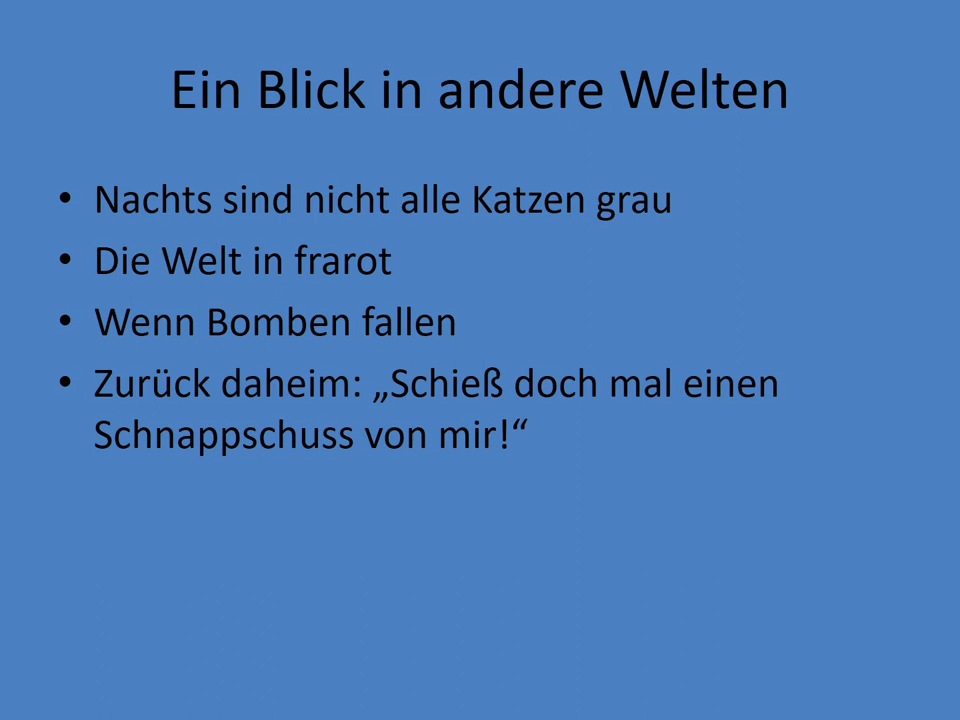 Ein Blick in andere Welten
• Nachts sind nicht alle Katzen grau
• Die Welt in frarot
• Wenn Bomben fallen
• Zurück daheim: „Schieß doch mal einen
Schnappschuss von mir!“